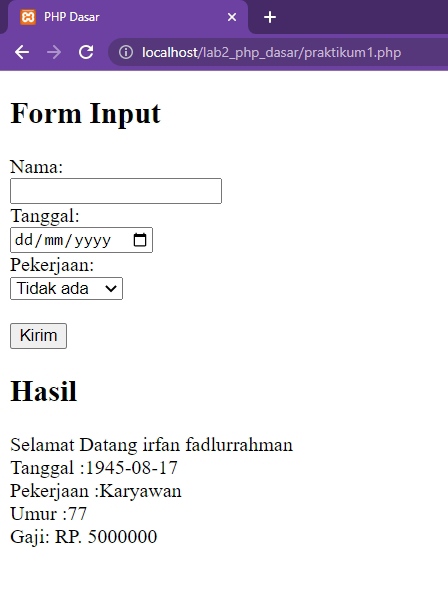 PHP Dasar
localhost/lab2_php_dasar/praktikum1.php
Form Input
Nama:
Tanggal:
dd/mm/yyyy
Pekerjaan:
Tidak ada
Kirim
Hasil
Selamat Datang irfan fadlurrahman
Tanggal :1945-08-17
Pekerjaan :Karyawan
Umur :77
Gaji: RP. 5000000